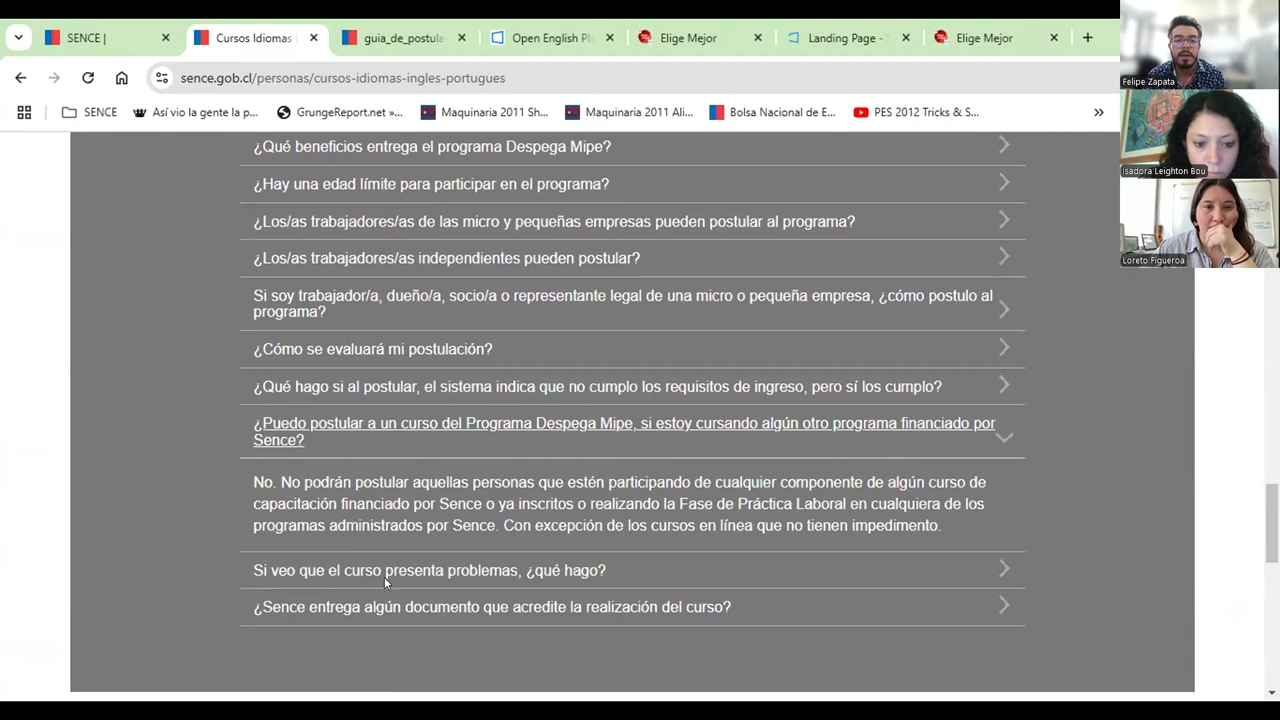 SENCE |
Cursos Idiomas
guia_de_postula
Open English Pl
Elige Mejor
Landing Page -
Elige Mejor
sence.gob.cl/personas/cursos-idiomas-ingles-portugues
SENCE
Así vio la gente la p...
GrungeReport.net »...
Maquinaria 2011 Sh...
Maquinaria 2011 Ali...
Bolsa Nacional de E...
PES 2012 Tricks & S...
Felipe Zapata
Isadora Leighton Bou
Loreto Figueroa
¿Qué beneficios entrega el programa Despega Mipe?
¿Hay una edad límite para participar en el programa?
¿Los/as trabajadores/as de las micro y pequeñas empresas pueden postular al programa?
¿Los/as trabajadores/as independientes pueden postular?
Si soy trabajador/a, dueño/a, socio/a o representante legal de una micro o pequeña empresa, ¿cómo postulo al
programa?
¿Cómo se evaluará mi postulación?
¿Qué hago si al postular, el sistema indica que no cumplo los requisitos de ingreso, pero sí los cumplo?
¿Puedo postular a un curso del Programa Despega Mipe, si estoy cursando algún otro programa financiado por
Sence?
No. No podrán postular aquellas personas que estén participando de cualquier componente de algún curso de
capacitación financiado por Sence o ya inscritos o realizando la Fase de Práctica Laboral en cualquiera de los
programas administrados por Sence. Con excepción de los cursos en línea que no tienen impedimento.
Si veo que el curso presenta problemas, ¿qué hago?
¿Sence entrega algún documento que acredite la realización del curso?